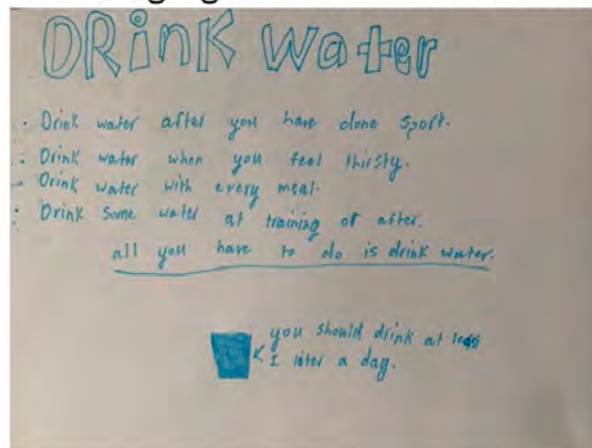 DRink Water
· Drink water after you have done sport.
: Drink water when you feel thirsty.
- Drink water with every meal.
: Drink some water at training or after.
all you have to do is drink water.
you should drink at
1 liter a day.